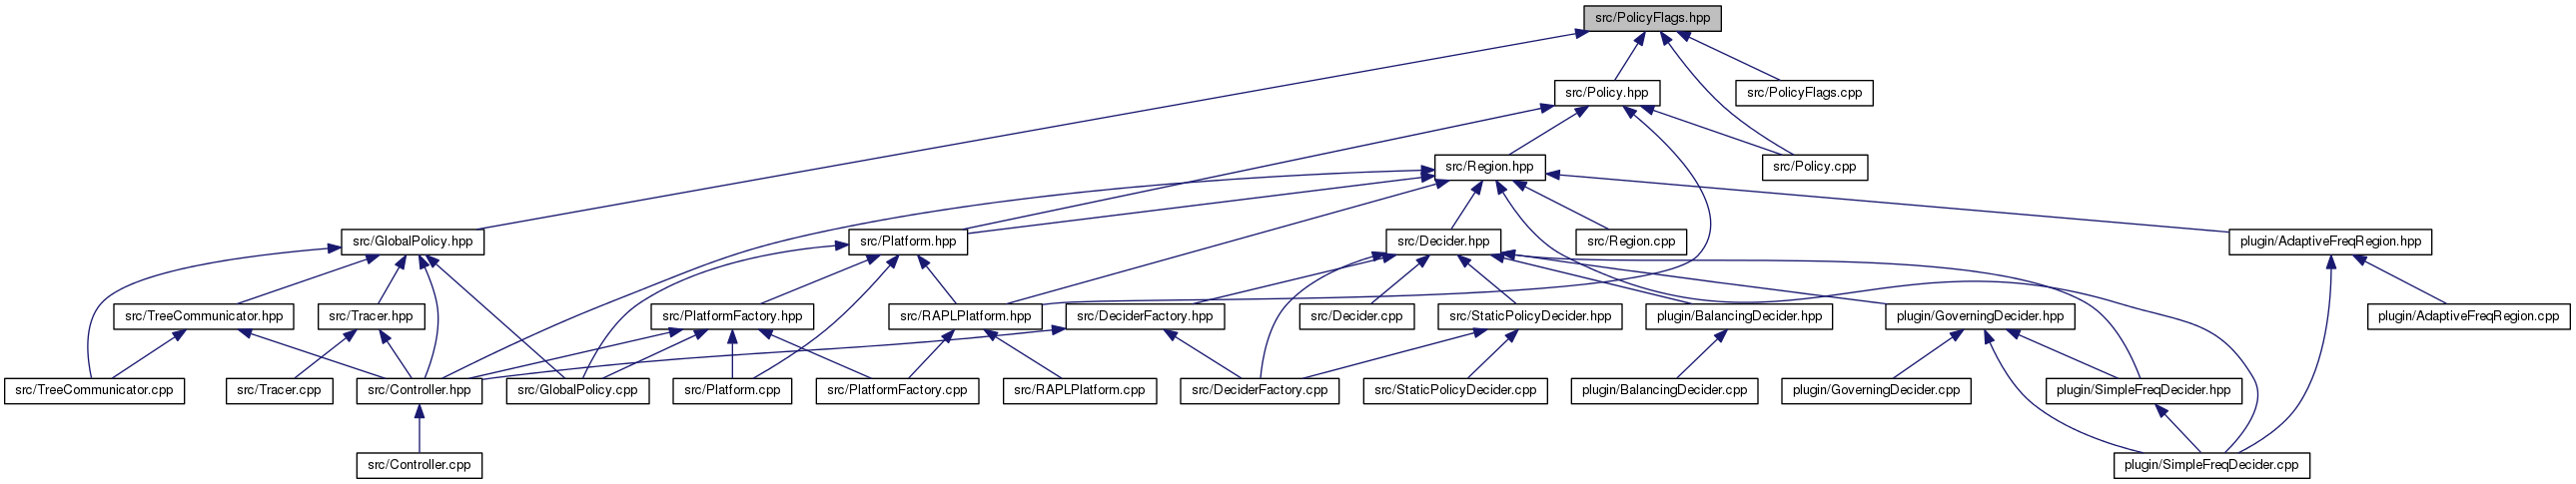 src/PolicyFlags.hpp
src/Policy.hpp
src/PolicyFlags.cpp
src/Region.hpp
src/Policy.cpp
src/GlobalPolicy.hpp
src/Platform.hpp
src/Decider.hpp
src/Region.cpp
plugin/AdaptiveFreqRegion.hpp
src/TreeCommunicator.hpp
src/Tracer.hpp
src/PlatformFactory.hpp
src/RAPLPlatform.hpp
src/DeciderFactory.hpp
src/Decider.cpp
src/StaticPolicyDecider.hpp
plugin/BalancingDecider.hpp
plugin/GoverningDecider.hpp
plugin/AdaptiveFreqRegion.cpp
src/TreeCommunicator.cpp
src/Tracer.cpp
src/Controller.hpp
src/GlobalPolicy.cpp
src/Platform.cpp
src/PlatformFactory.cpp
src/RAPLPlatform.cpp
src/DeciderFactory.cpp
src/StaticPolicyDecider.cpp
plugin/BalancingDecider.cpp
plugin/GoverningDecider.cpp
plugin/SimpleFreqDecider.hpp
src/Controller.cpp
plugin/SimpleFreqDecider.cpp